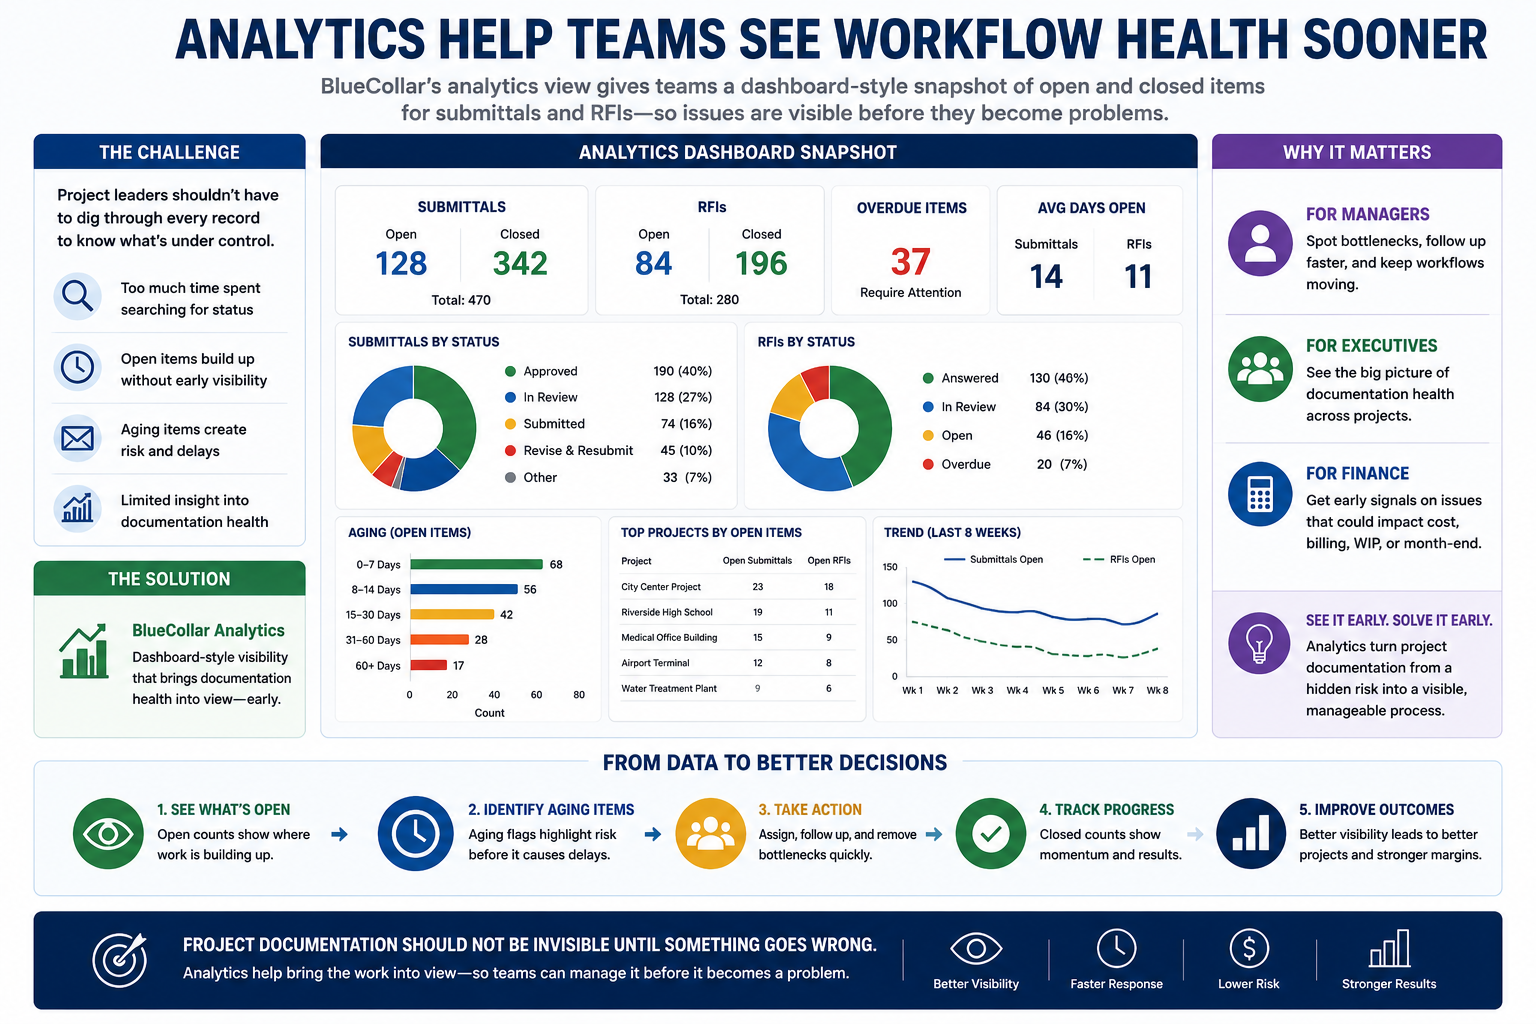 ANALYTICS HELP TEAMS SEE WORKFLOW HEALTH SOONER
BlueCollar's analytics view gives teams a dashboard-style snapshot of open and closed items
for submittals and RFIs—so issues are visible before they become problems.
THE CHALLENGE
Project leaders shouldn't have
to dig through every record
to know what's under control.
Too much time spent
searching for status
Open items build up
without early visibility
Aging items create
risk and delays
Limited insight into
documentation health
THE SOLUTION
BlueCollar Analytics
Dashboard-style visibility
that brings documentation
health into view—early.
ANALYTICS DASHBOARD SNAPSHOT
SUBMITTALS
Open Closed
128 342
Total: 470
RFIs
Open Closed
84 196
Total: 280
OVERDUE ITEMS
37
Require Attention
AVG DAYS OPEN
Submittals RFIs
14 11
SUBMITTALS BY STATUS
Approved 190 (40%)
In Review 128 (27%)
Submitted 74 (16%)
Revise & Resubmit 45 (10%)
Other 33 (7%)
RFIs BY STATUS
Answered 130 (46%)
In Review 84 (30%)
Open 46 (16%)
Overdue 20 (7%)
AGING (OPEN ITEMS)
0–7 Days 68
8–14 Days 56
15–30 Days 42
31–60 Days 28
60+ Days 17
0 20 40 60 80
Count
TOP PROJECTS BY OPEN ITEMS
Project Open Submittals Open RFIs
City Center Project 23 18
Riverside High School 19 11
Medical Office Building 15 9
Airport Terminal 12 8
Water Treatment Plant 9 6
TREND (LAST 8 WEEKS)
Submittals Open RFIs Open
150
100
50
0
Wk 1 Wk 2 Wk 3 Wk 4 Wk 5 Wk 6 Wk 7 Wk 8
WHY IT MATTERS
FOR MANAGERS
Spot bottlenecks, follow up
faster, and keep workflows
moving.
FOR EXECUTIVES
See the big picture of
documentation health
across projects.
FOR FINANCE
Get early signals on issues
that could impact cost,
billing, WIP, or month-end.
SEE IT EARLY. SOLVE IT EARLY.
Analytics turn project
documentation from a
hidden risk into a visible,
manageable process.
FROM DATA TO BETTER DECISIONS
1. SEE WHAT'S OPEN
Open counts show where
work is building up.
2. IDENTIFY AGING ITEMS
Aging flags highlight risk
before it causes delays.
3. TAKE ACTION
Assign, follow up, and remove
bottlenecks quickly.
4. TRACK PROGRESS
Closed counts show
momentum and results.
5. IMPROVE OUTCOMES
Better visibility leads to better
projects and stronger margins.
FROJECT DOCUMENTATION SHOULD NOT BE INVISIBLE UNTIL SOMETHING GOES WRONG.
Analytics help bring the work into view—so teams can manage it before it becomes a problem.
Better Visibility
Faster Response
$
Lower Risk
Stronger Results